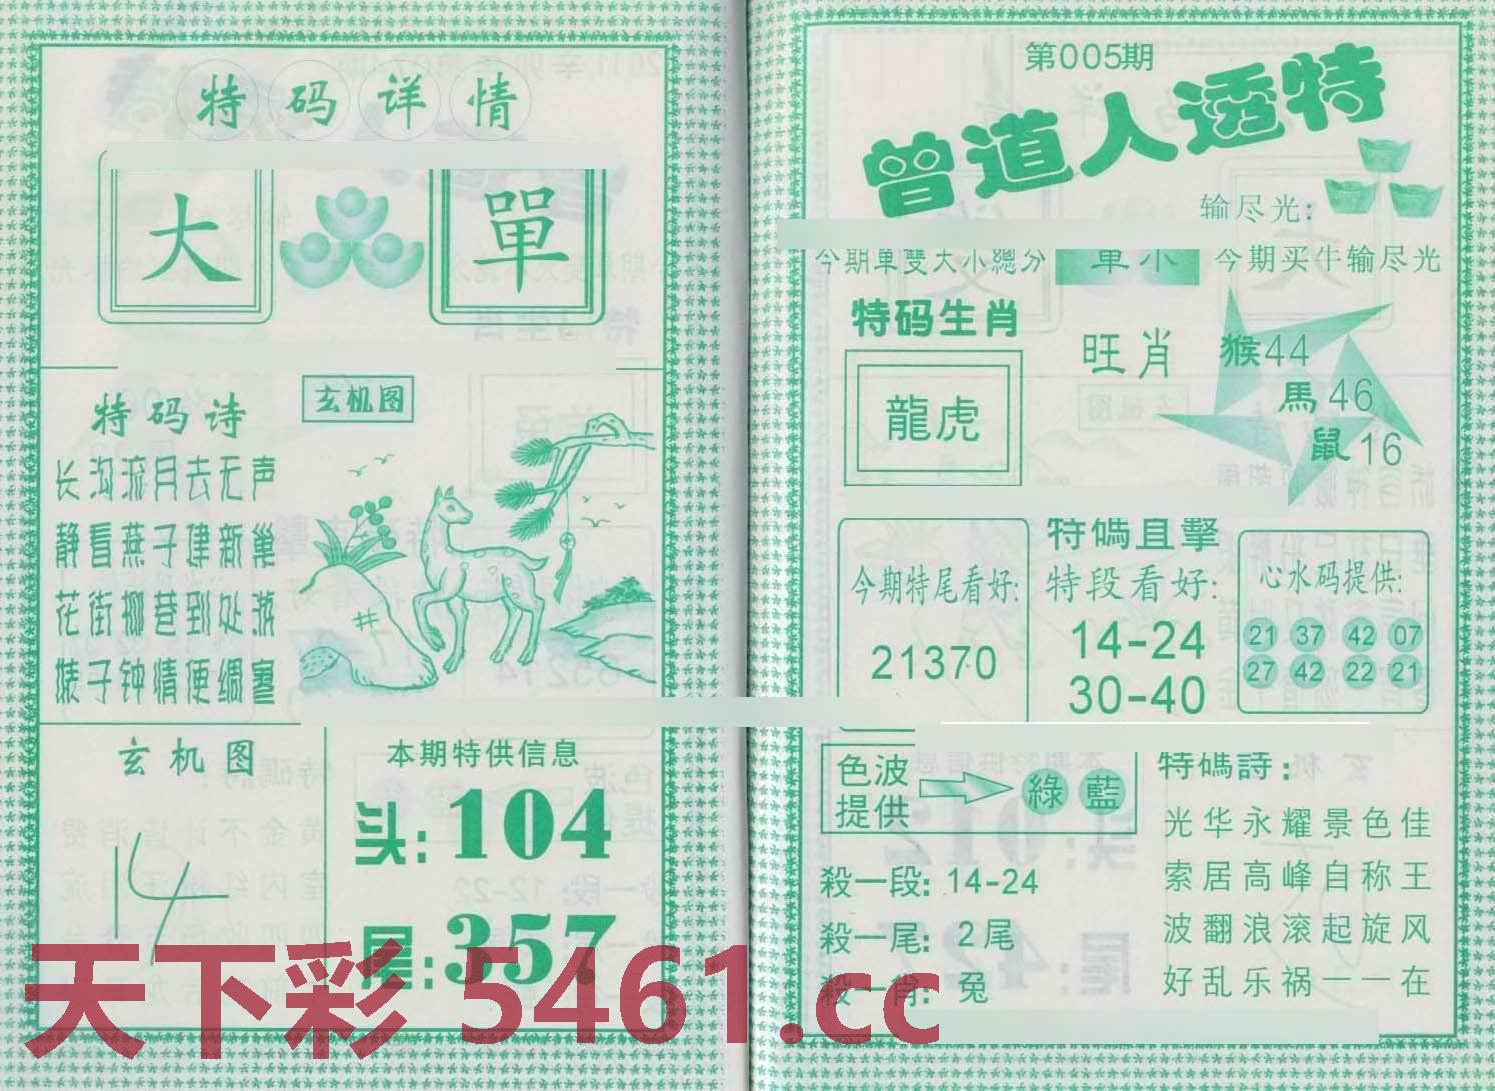 特码详情
大 單
特码诗
玄机图
长沟流月去无声
静看燕子建新巢
花街柳巷到处游
婊子钟情便绸寒
玄机图
14
本期特供信息
头:104
尾:357
第005期
曾道人透特
输尽光:
今期單雙大小總分 單小 今期买牛输尽光
特码生肖
龍虎
旺肖
猴44
馬46
鼠16
今期特尾看好:
21370
特碼直擊
特段看好:
14-24
30-40
心水码提供:
21 37 42 07
27 42 22 21
色波
提供
綠 藍
殺一段: 14-24
殺一尾: 2尾
殺一肖: 兔
特碼詩:
光华永耀景色佳
索居高峰自称王
波翻浪滚起旋风
好乱乐祸一一在
天下彩 5461.cc